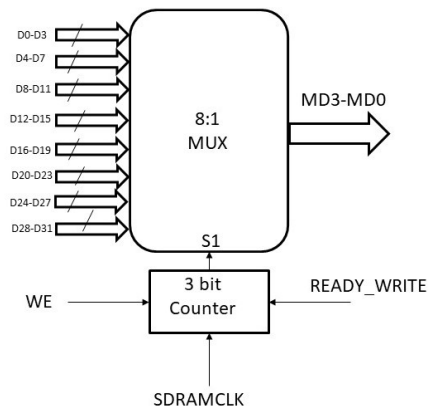 D0-D3
D4-D7
D8-D11
D12-D15
D16-D19
D20-D23
D24-D27
D28-D31
8:1
MUX
MD3-MD0
S1
3 bit
Counter
WE
READY_WRITE
SDRAMCLK